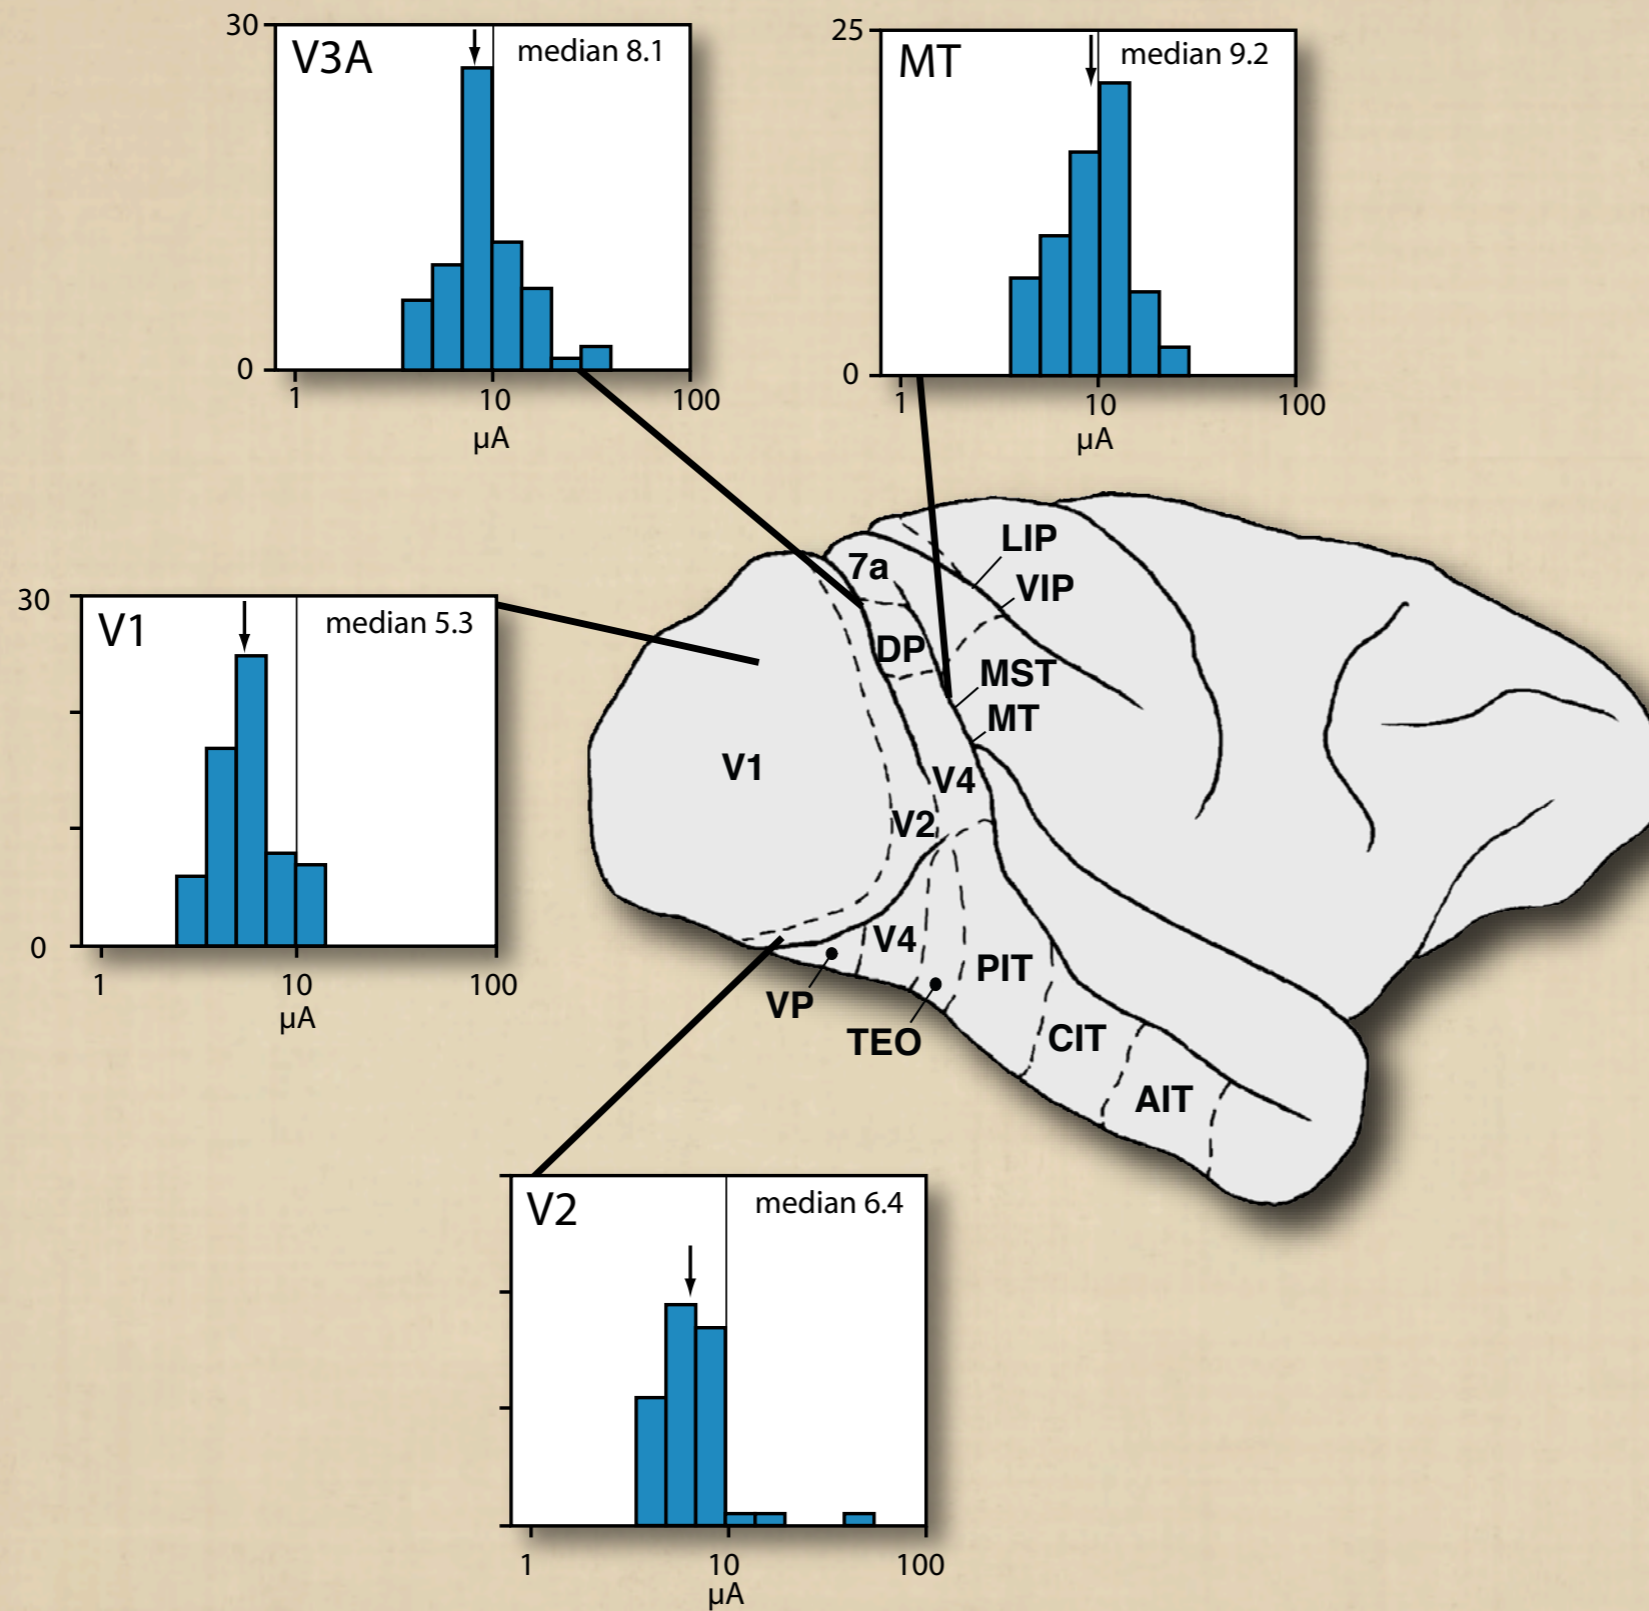 30
V3A
median 8.1
0
1
10
100
µA
25
MT
median 9.2
0
1
10
100
µA
30
V1
median 5.3
0
1
10
100
µA
LIP
7a
VIP
DP
MST
MT
V1
V4
V2
V4
PIT
VP
TEO
CIT
AIT
V2
median 6.4
1
10
100
µA